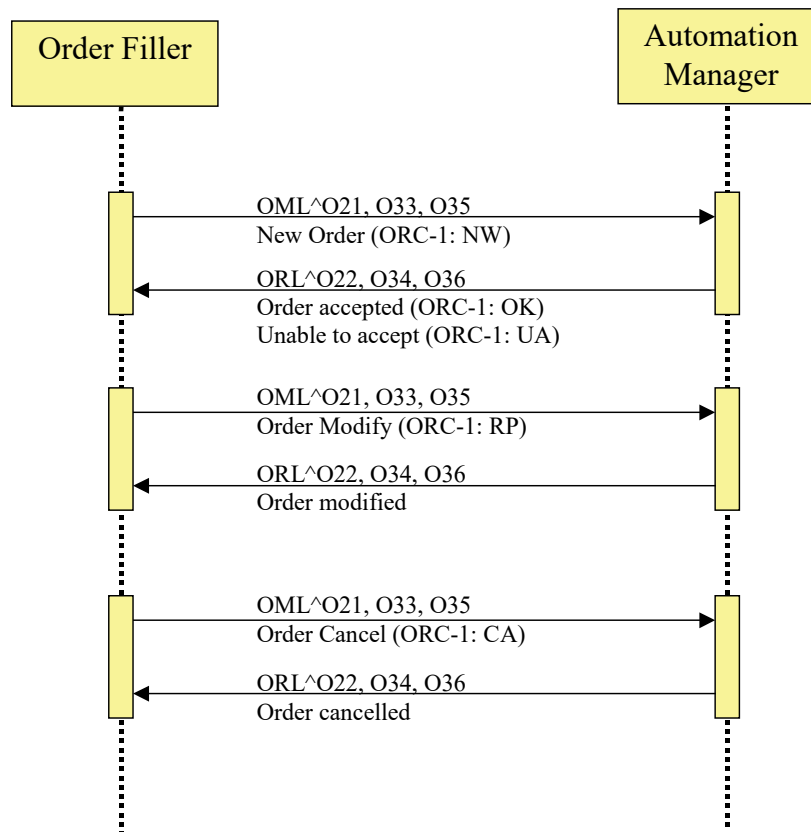 Order Filler
Automation
Manager
OML^O21, O33, O35
New Order (ORC-1: NW)
ORL^O22, O34, O36
Order accepted (ORC-1: OK)
Unable to accept (ORC-1: UA)
OML^O21, O33, O35
Order Modify (ORC-1: RP)
ORL^O22, O34, O36
Order modified
OML^O21, O33, O35
Order Cancel (ORC-1: CA)
ORL^O22, O34, O36
Order cancelled